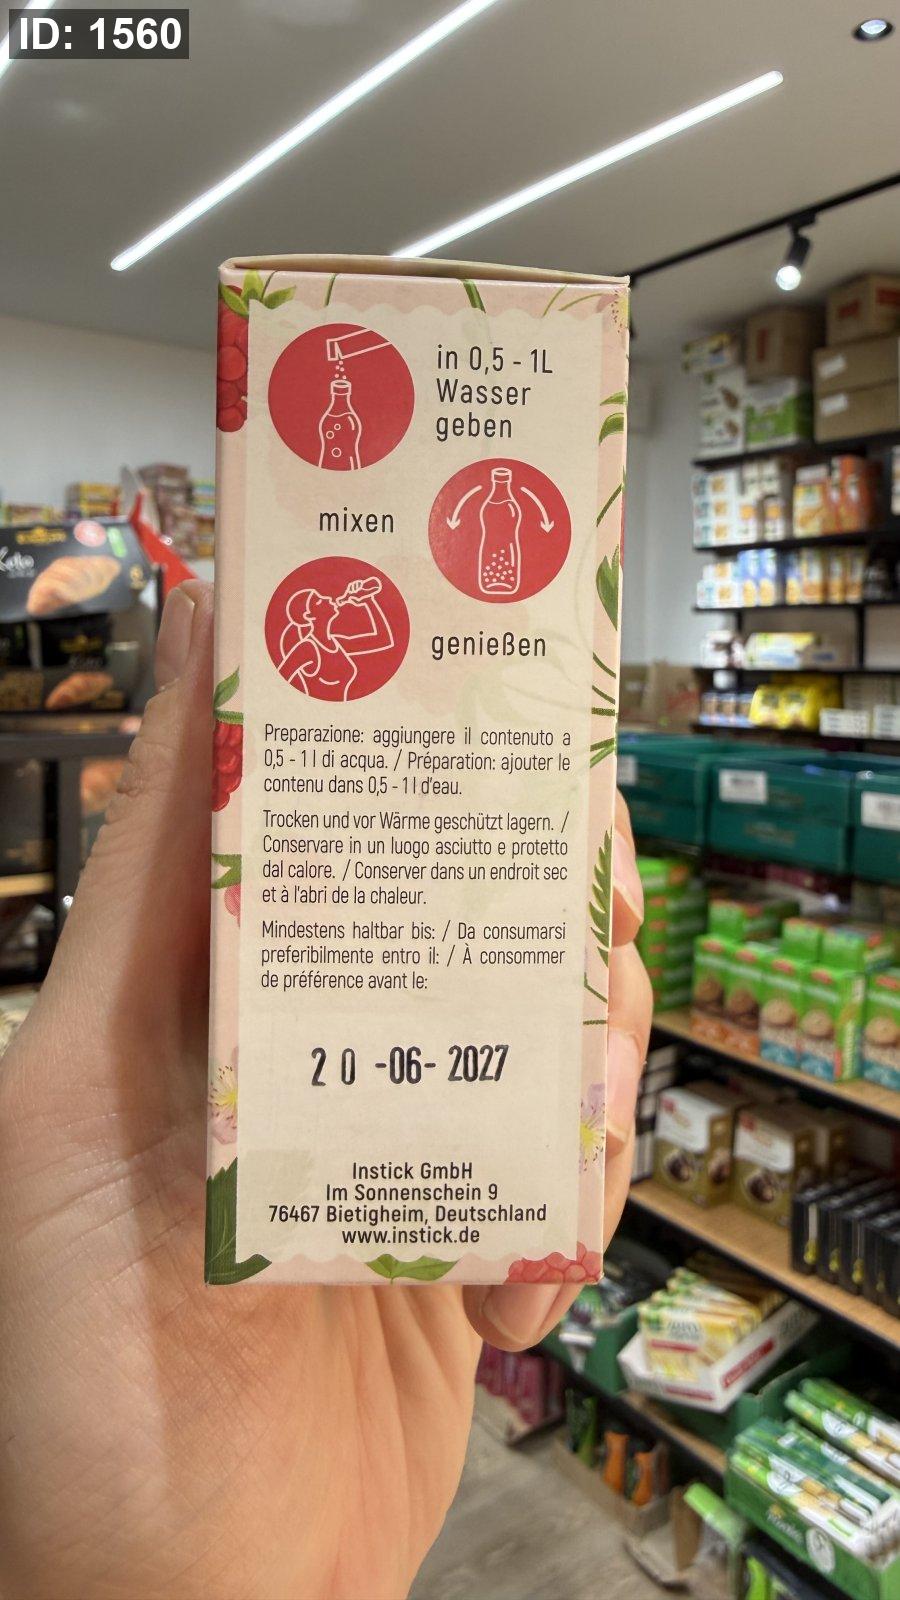 ID: 1560
in 0,5 - 1L
Wasser
geben
mixen
genießen
Preparazione: aggiungere il contenuto a
0,5 - 1 l di acqua. / Préparation: ajouter le
contenu dans 0,5 - 1 l d'eau.
Trocken und vor Wärme geschützt lagern. /
Conservare in un luogo asciutto e protetto
dal calore. / Conserver dans un endroit sec
et à l'abri de la chaleur.
Mindestens haltbar bis: / Da consumarsi
preferibilmente entro il: / À consommer
de préférence avant le:
20 -06- 2027
Instick GmbH
Im Sonnenschein 9
76467 Bietigheim, Deutschland
www.instick.de